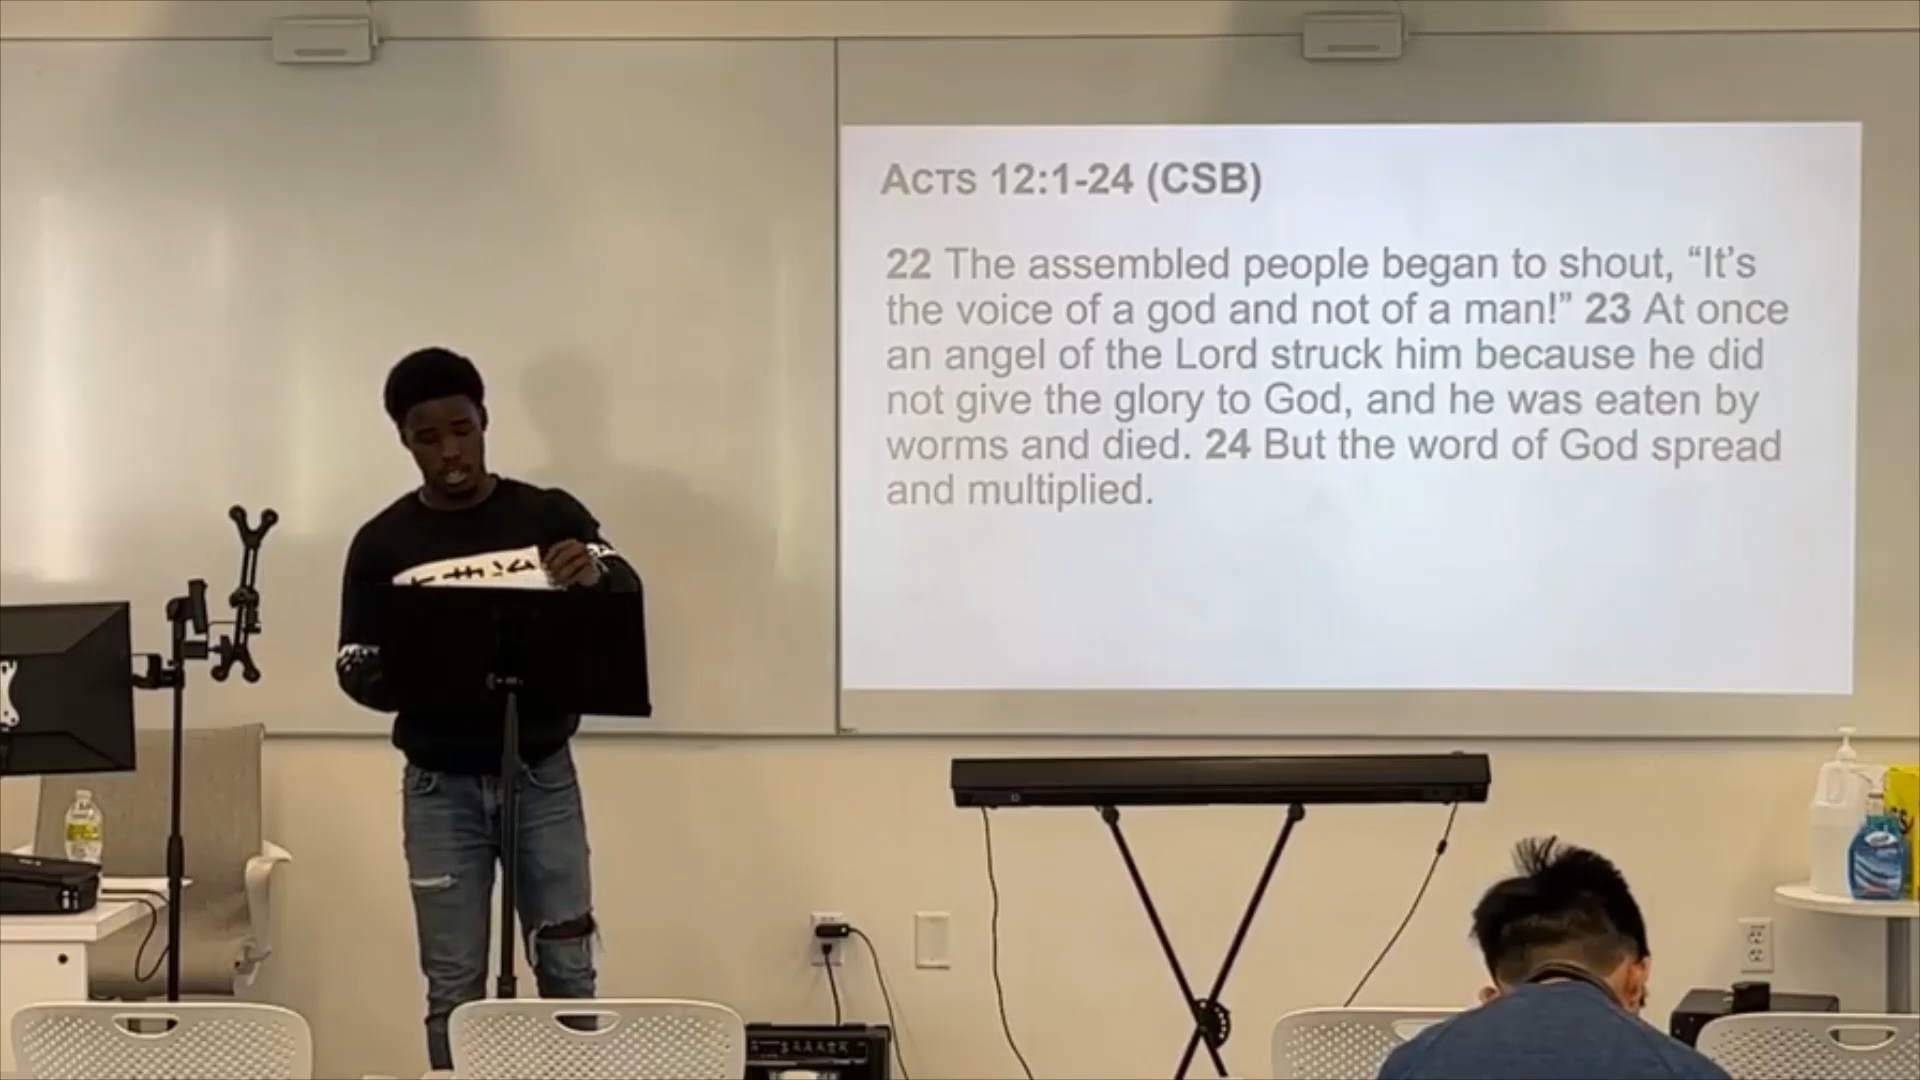 ACTS 12:1-24 (CSB)
22 The assembled people began to shout, “It’s
the voice of a god and not of a man!” 23 At once
an angel of the Lord struck him because he did
not give the glory to God, and he was eaten by
worms and died. 24 But the word of God spread
and multiplied.